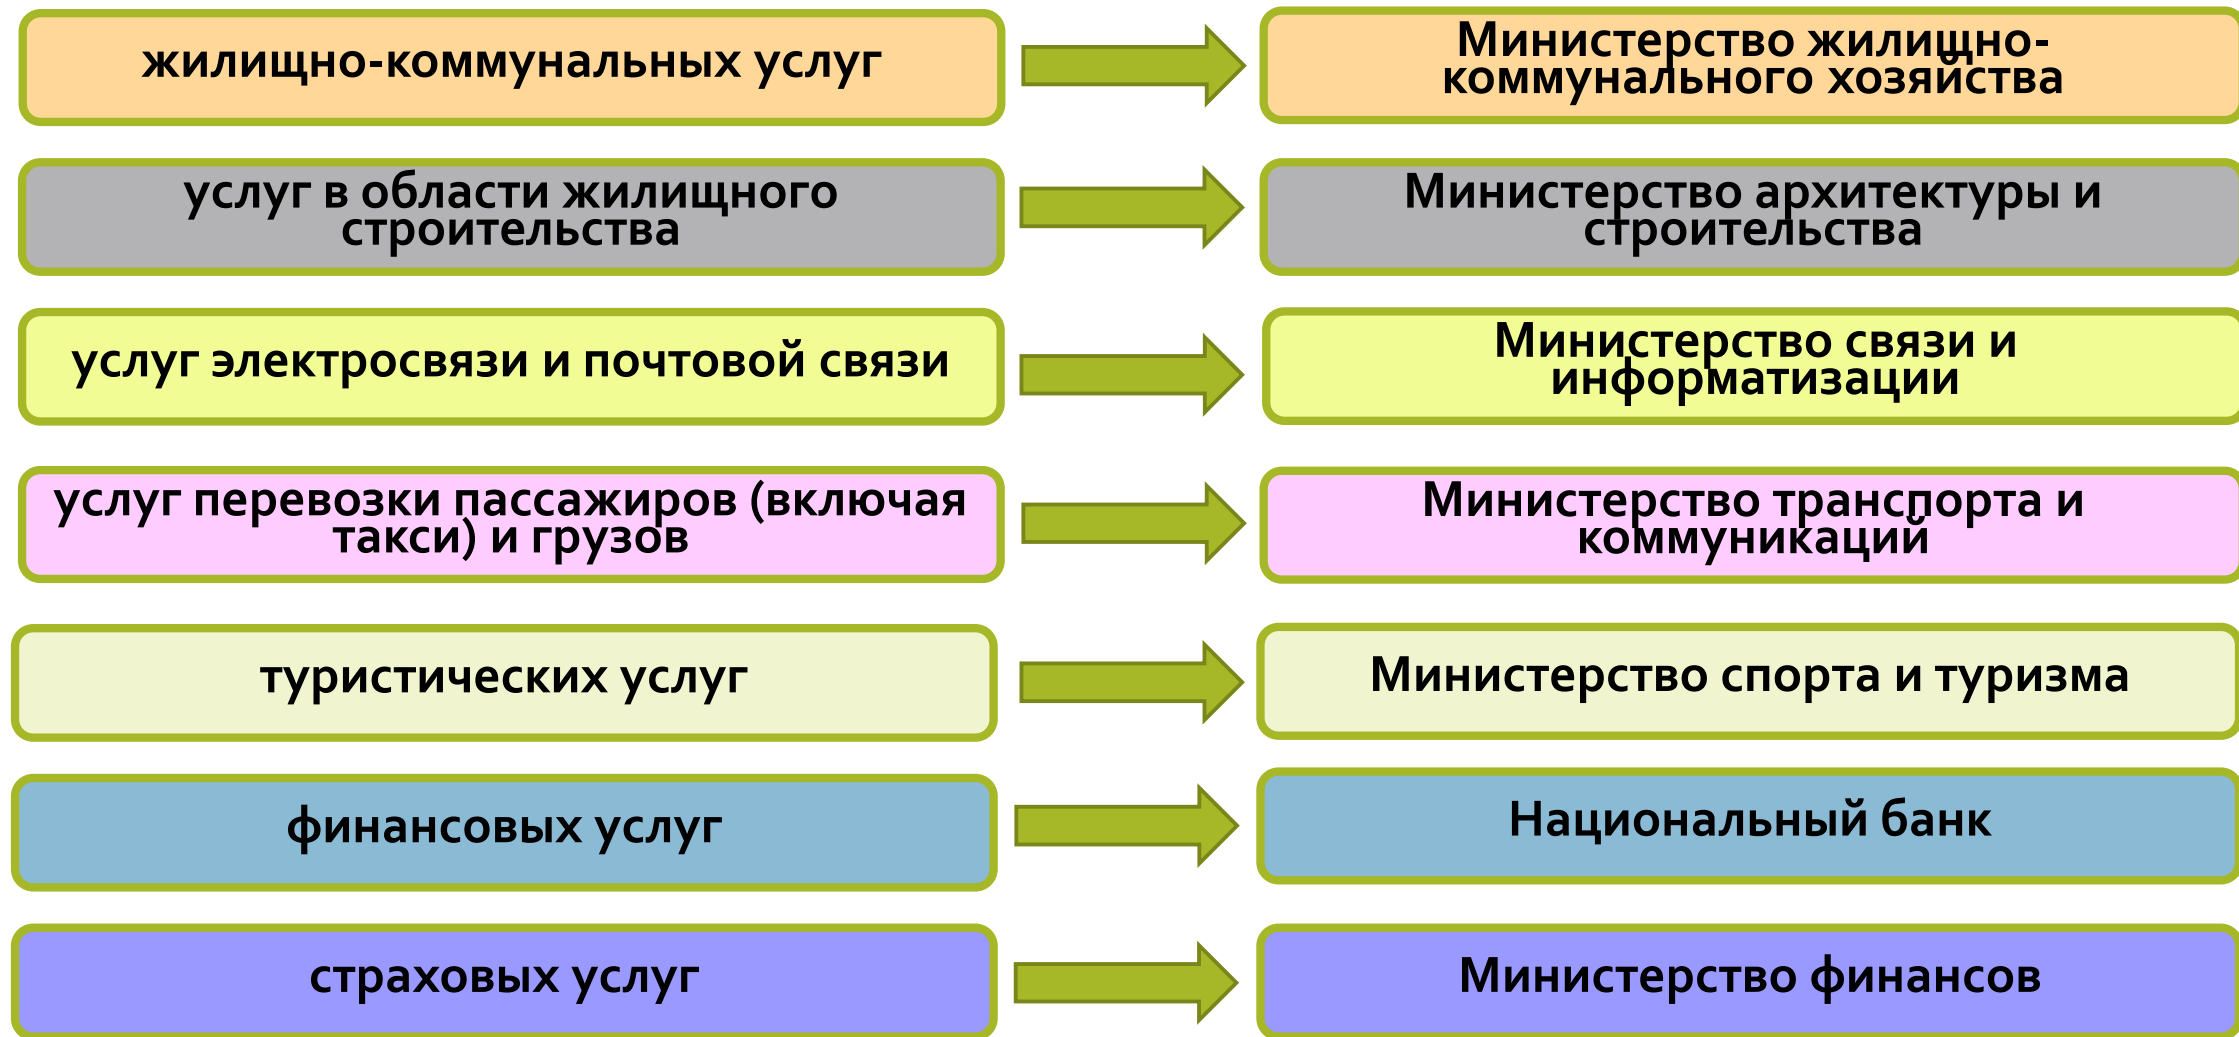 жилищно-коммунальных услуг
Министерство жилищно-
коммунального хозяйства
услуг в области жилищного
строительства
Министерство архитектуры и
строительства
услуг электросвязи и почтовой связи
Министерство связи и
информатизации
услуг перевозки пассажиров (включая
такси) и грузов
Министерство транспорта и
коммуникаций
туристических услуг
Министерство спорта и туризма
финансовых услуг
Национальный банк
страховых услуг
Министерство финансов